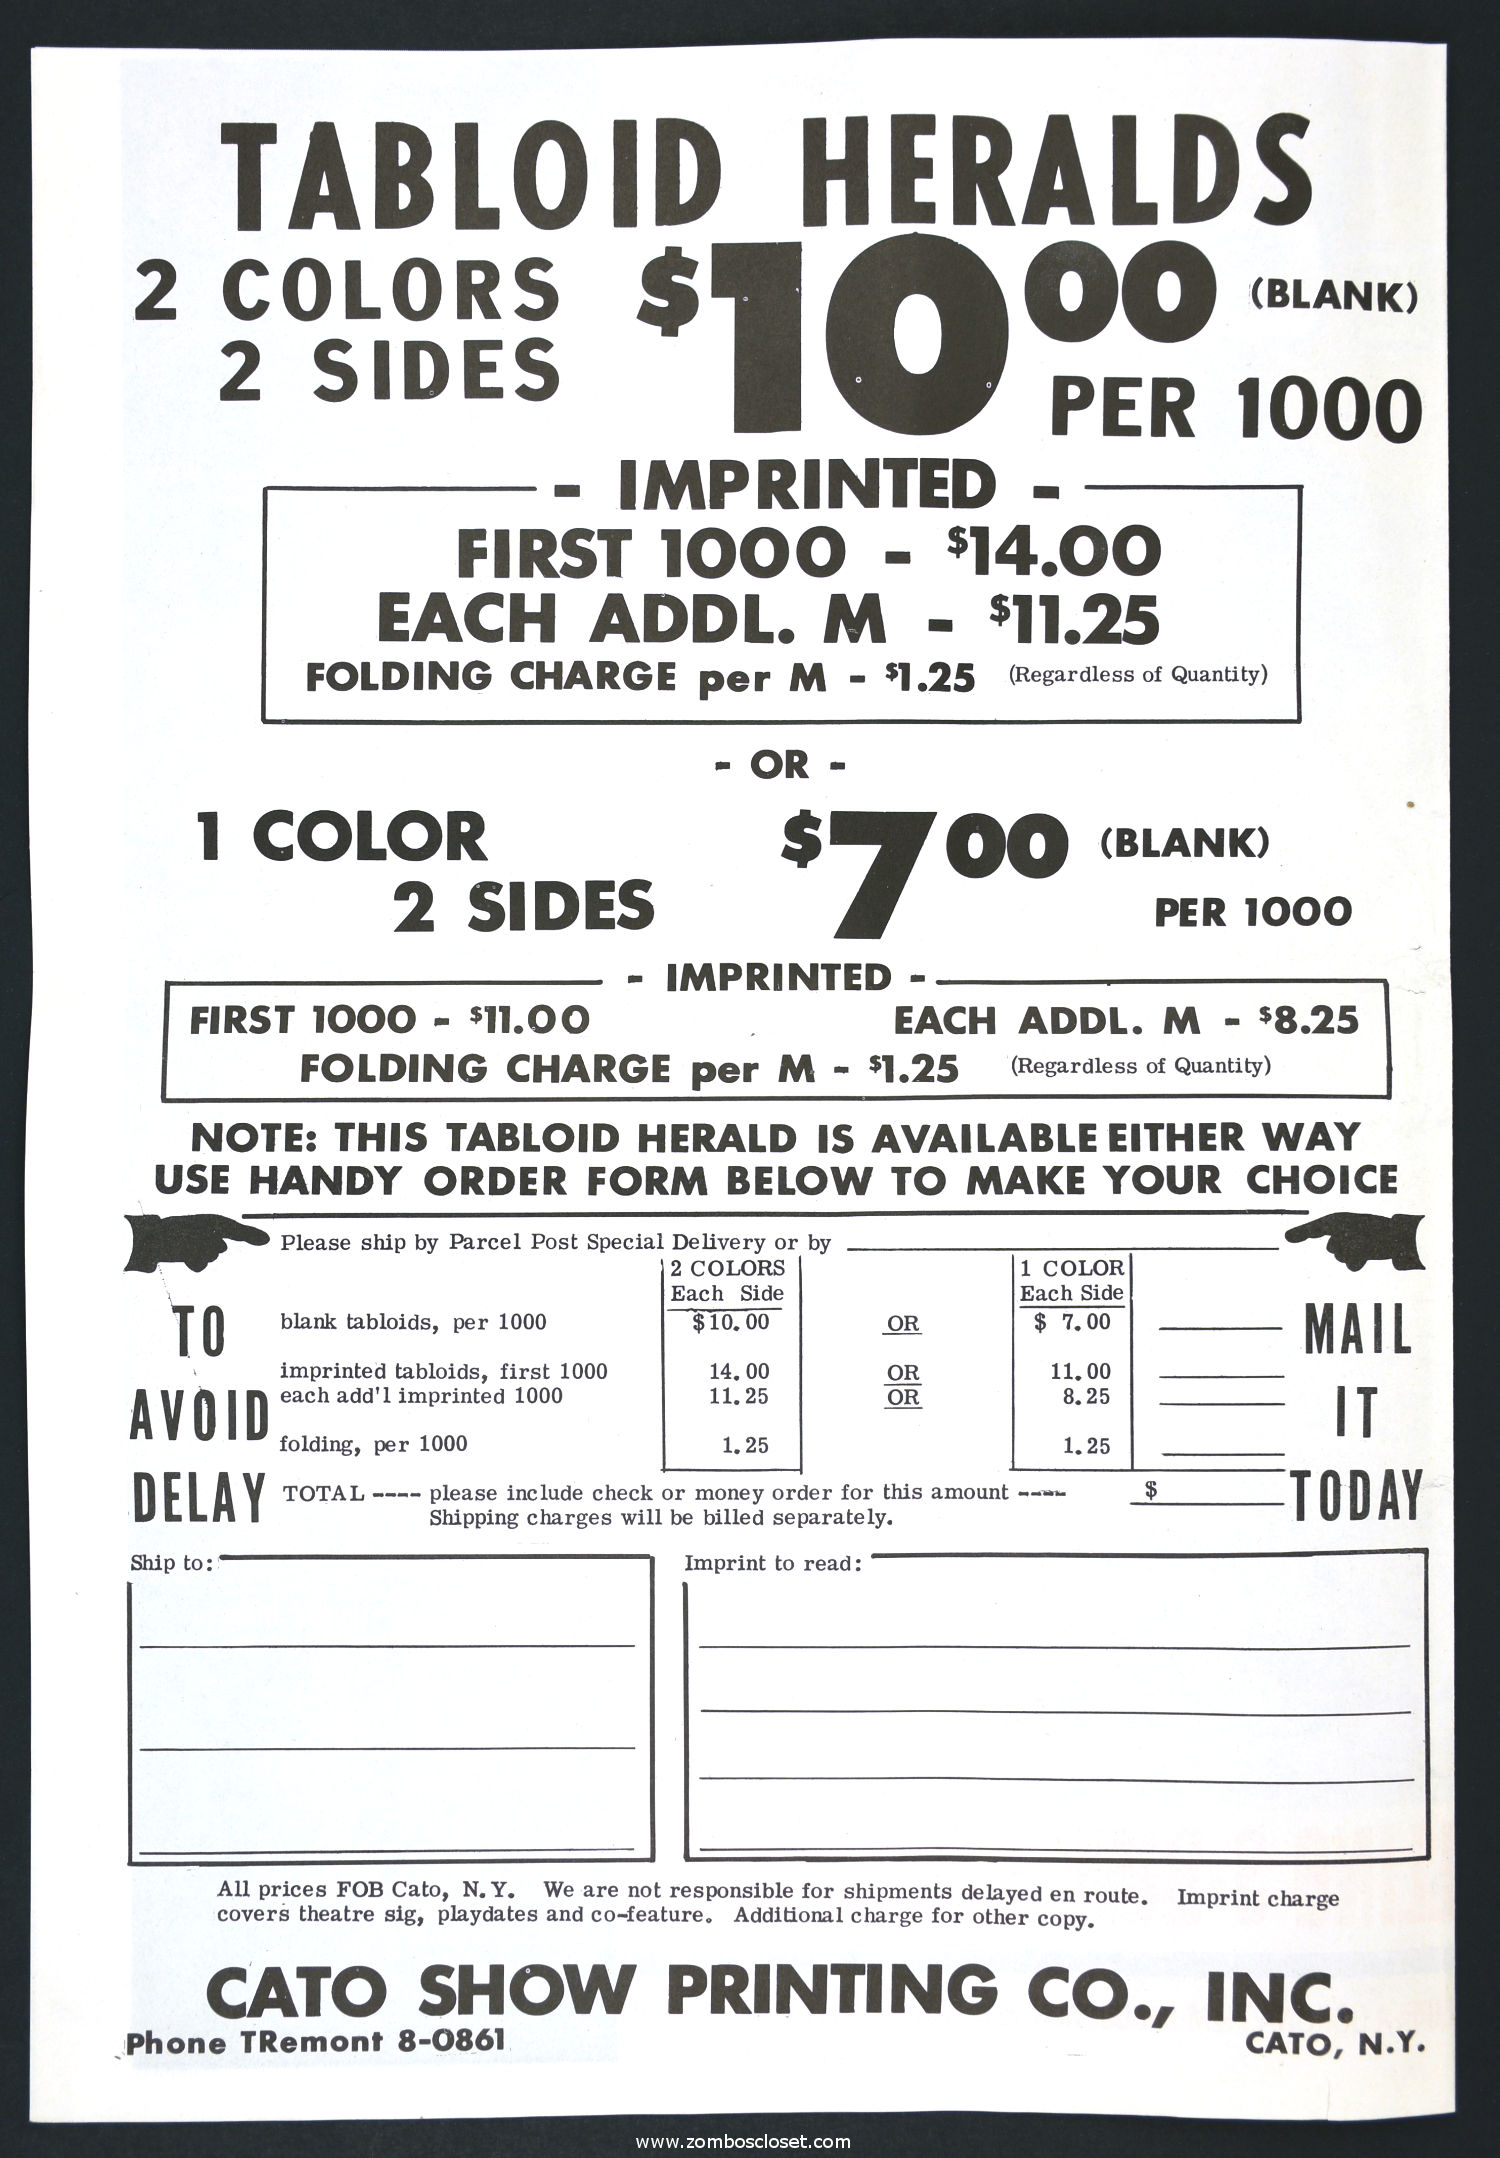 TABLOID HERALDS
2 COLORS
2 SIDES
$10 00 (BLANK)
PER 1000
- IMPRINTED -
FIRST 1000 - $14.00
EACH ADDL. M - $11.25
FOLDING CHARGE per M - $1.25 (Regardless of Quantity)
- OR -
1 COLOR
2 SIDES
$7 00 (BLANK)
PER 1000
- IMPRINTED -
FIRST 1000 - $11.00 EACH ADDL. M - $8.25
FOLDING CHARGE per M - $1.25 (Regardless of Quantity)
NOTE: THIS TABLOID HERALD IS AVAILABLE EITHER WAY
USE HANDY ORDER FORM BELOW TO MAKE YOUR CHOICE
Please ship by Parcel Post Special Delivery or by
2 COLORS 1 COLOR
Each Side Each Side
TO
AVOID
DELAY
blank tabloids, per 1000 $10.00 OR $ 7.00
imprinted tabloids, first 1000 14.00 OR 11.00
each add'l imprinted 1000 11.25 OR 8.25
folding, per 1000 1.25 1.25
MAIL
IT
TODAY
TOTAL ---- please include check or money order for this amount ---- $
Shipping charges will be billed separately.
Ship to:
Imprint to read:
All prices FOB Cato, N.Y. We are not responsible for shipments delayed en route. Imprint charge
covers theatre sig, playdates and co-feature. Additional charge for other copy.
CATO SHOW PRINTING CO., INC.
Phone TRemont 8-0861 CATO, N.Y.
www.zomboscloset.com